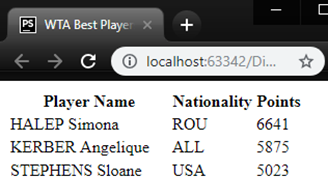 WTA Best Player
localhost:63342/Di...
Player Name Nationality Points
HALEP Simona ROU 6641
KERBER Angelique ALL 5875
STEPHENS Sloane USA 5023